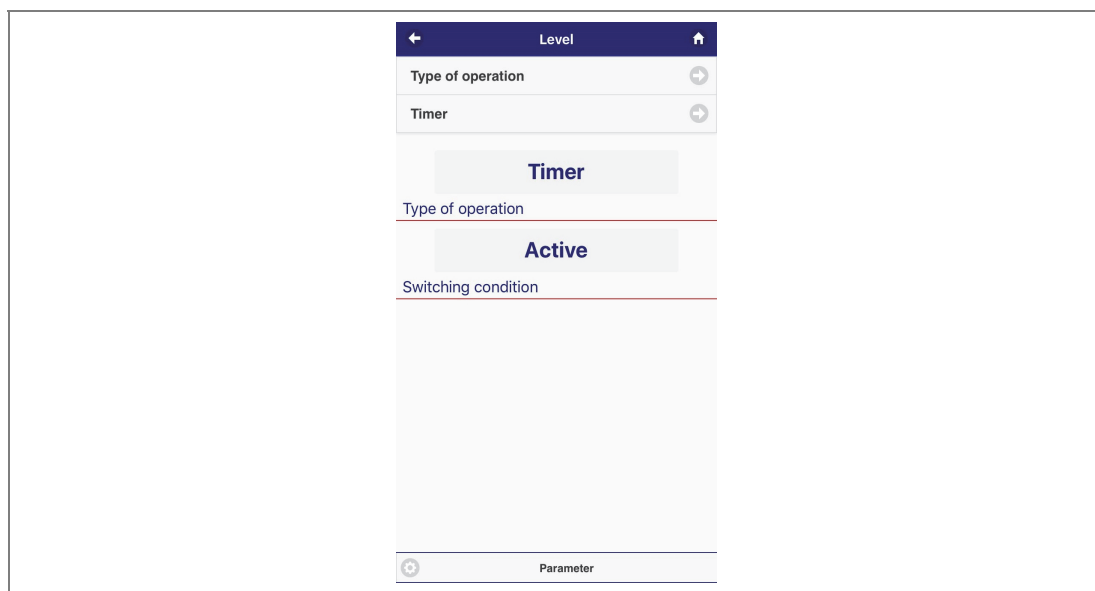 Level
Type of operation
Timer
Timer
Type of operation
Active
Switching condition
Parameter